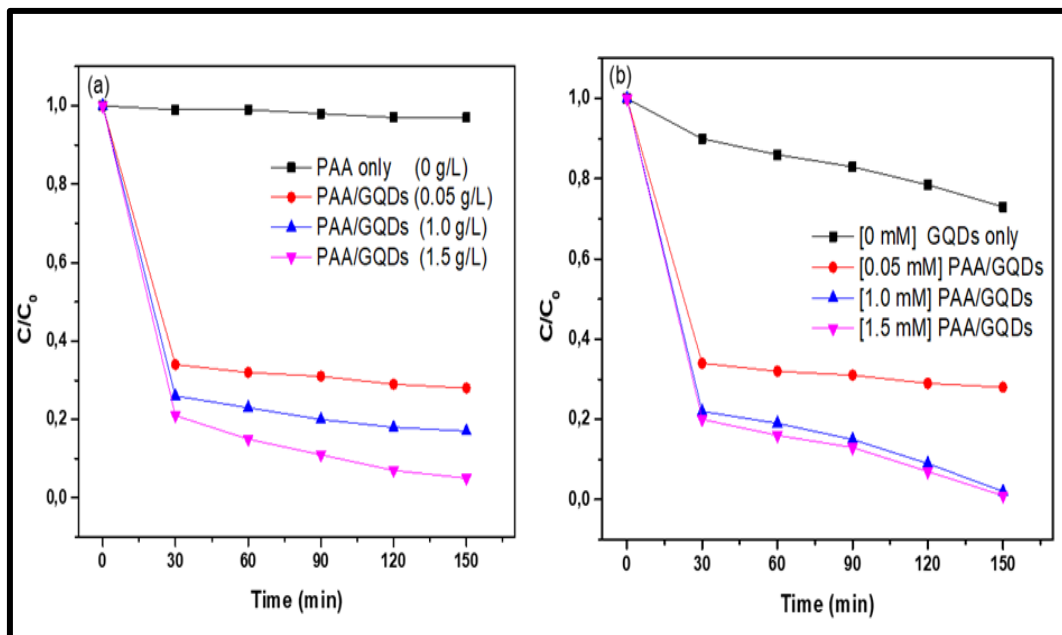 (a)
1,0
0,8
0,6
0,4
0,2
0,0
C/C₀
PAA only (0 g/L)
PAA/GQDs (0.05 g/L)
PAA/GQDs (1.0 g/L)
PAA/GQDs (1.5 g/L)
0 30 60 90 120 150
Time (min)
(b)
1,0
0,8
0,6
0,4
0,2
0,0
C/C₀
[0 mM] GQDs only
[0.05 mM] PAA/GQDs
[1.0 mM] PAA/GQDs
[1.5 mM] PAA/GQDs
0 30 60 90 120 150
Time (min)